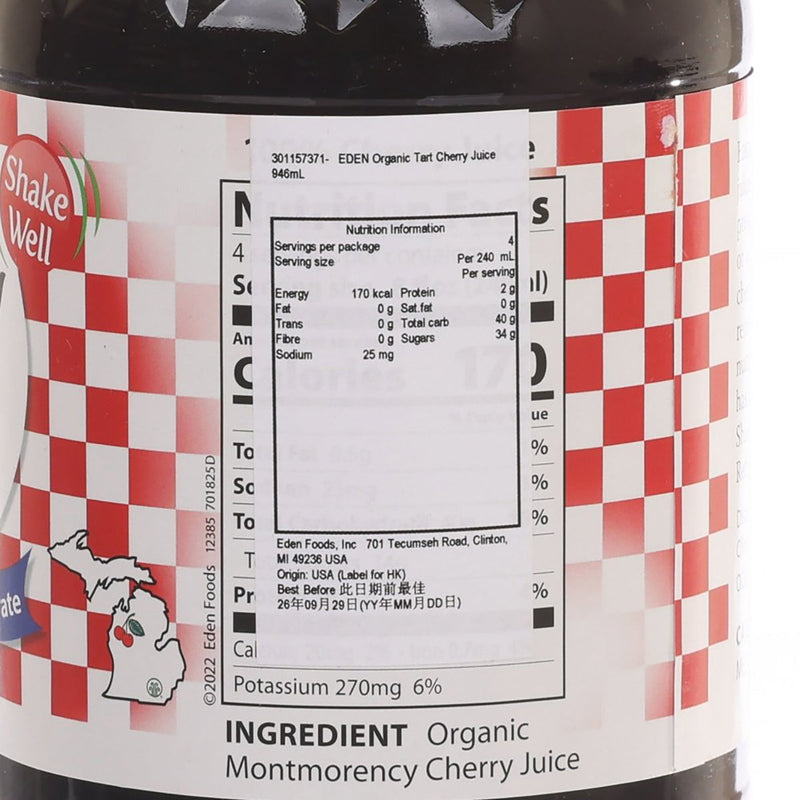 Shake
Well
301157371- EDEN Organic Tart Cherry Juice
946mL
Nutrition Information
Servings per package 4
Serving size Per 240 mL
Per serving
Energy 170 kcal Protein 2 g
Fat 0 g Sat.fat 0 g
Trans 0 g Total carb 40 g
Fibre 0 g Sugars 34 g
Sodium 25 mg
Eden Foods, Inc 701 Tecumseh Road, Clinton,
MI 49236 USA
Origin: USA (Label for HK)
Best Before 此日期前最佳
26年09月29日(YY年MM月DD日)
Potassium 270mg 6%
INGREDIENT Organic
Montmorency Cherry Juice
©2022 Eden Foods 12385 701825D